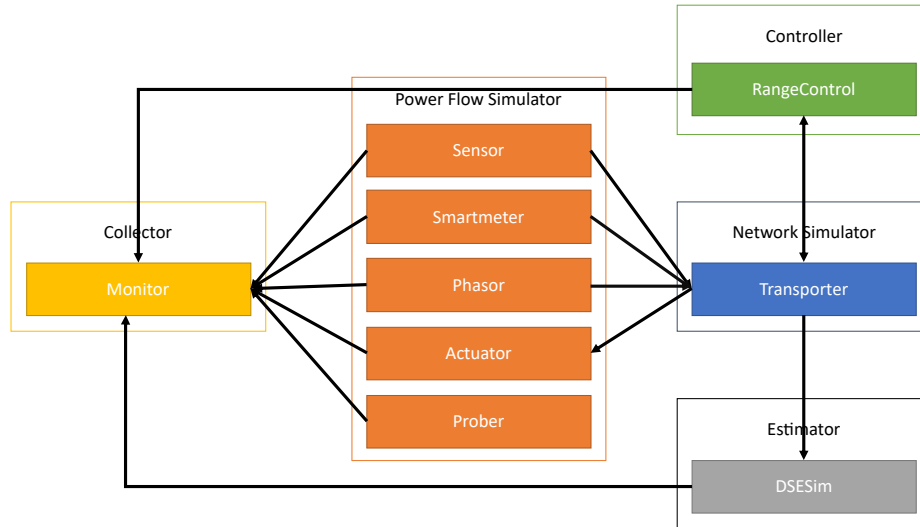 Controller
RangeControl
Power Flow Simulator
Sensor
Smartmeter
Phasor
Actuator
Prober
Collector
Monitor
Network Simulator
Transporter
Estimator
DSESim